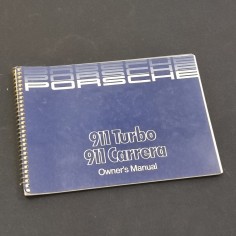 PORSCHE
911 Turbo
911 Carrera
Owner's Manual